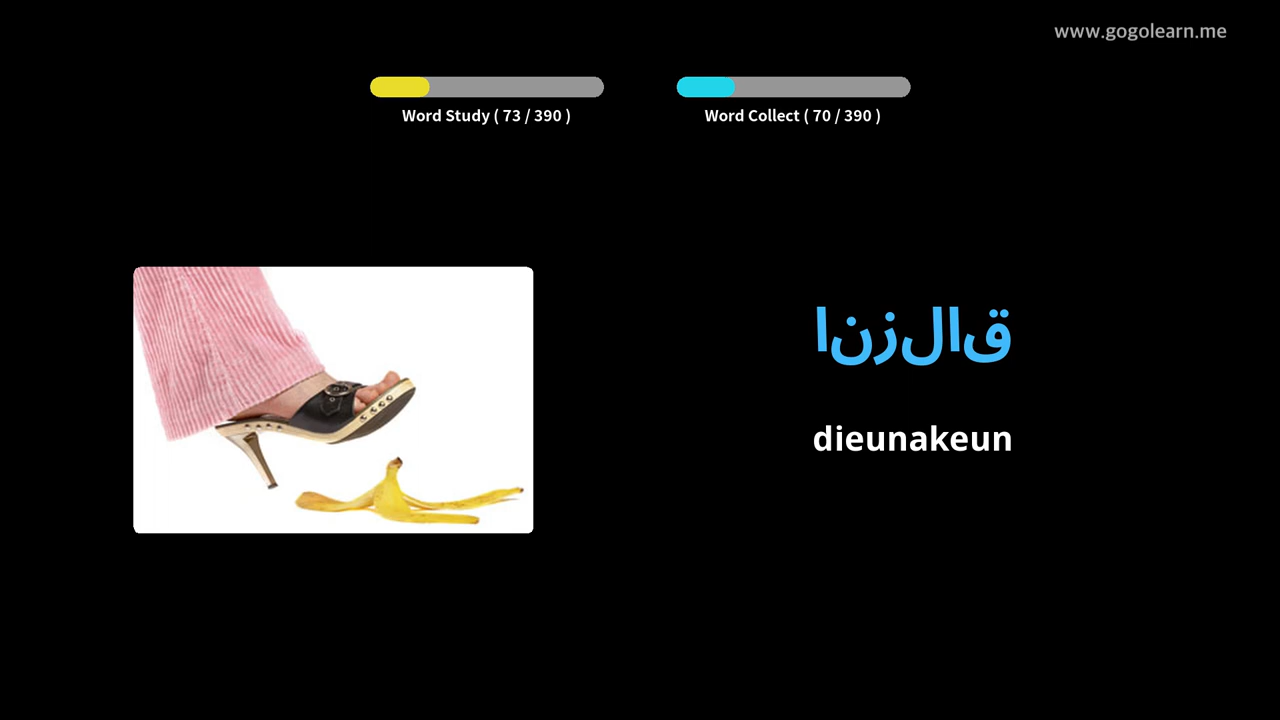 www.gogolearn.me
Word Study ( 73 / 390 )
Word Collect ( 70 / 390 )
انزلاق
dieunakeun